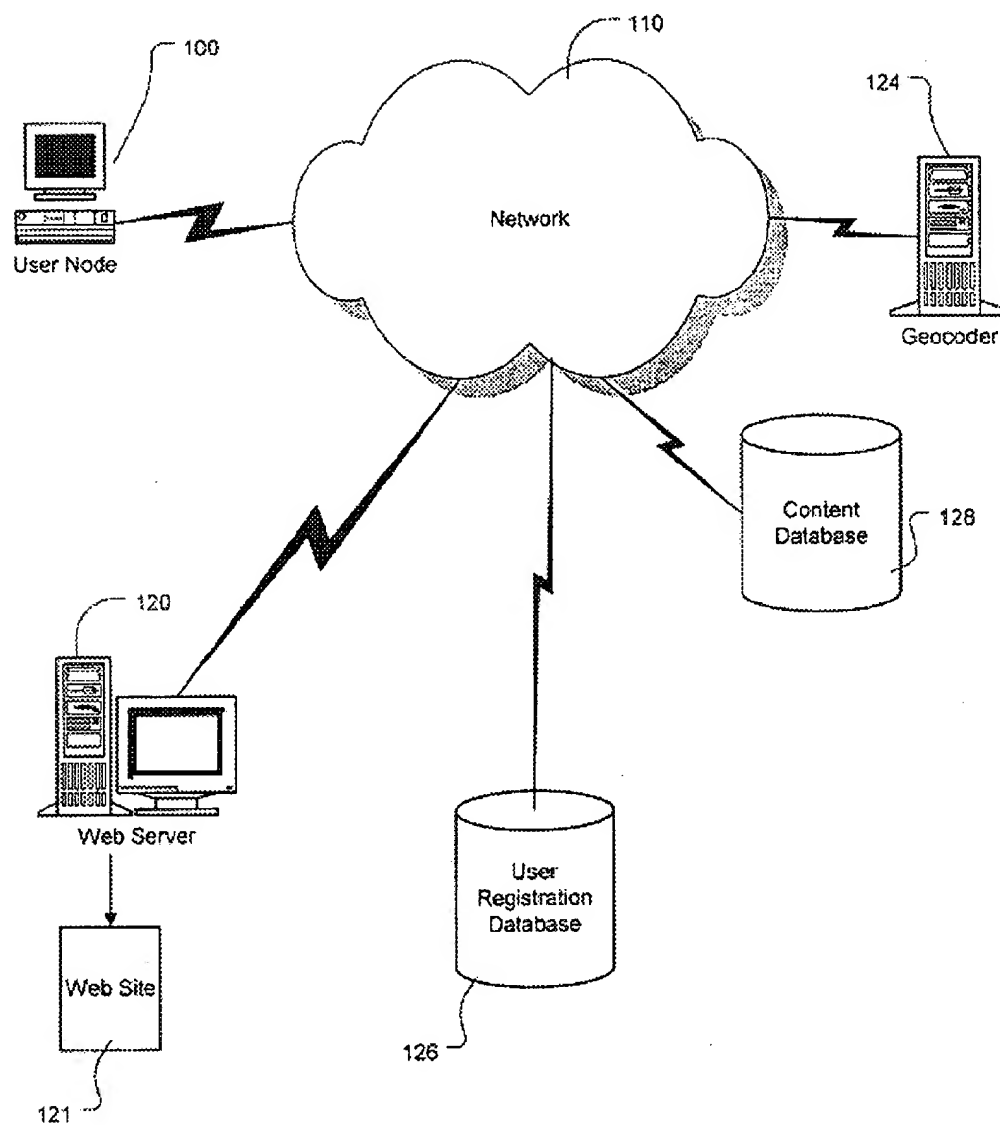 100
110
124
Network
User Node
Geocoder
Content
Database
128
120
Web Server
User
Registration
Database
Web Site
126
121